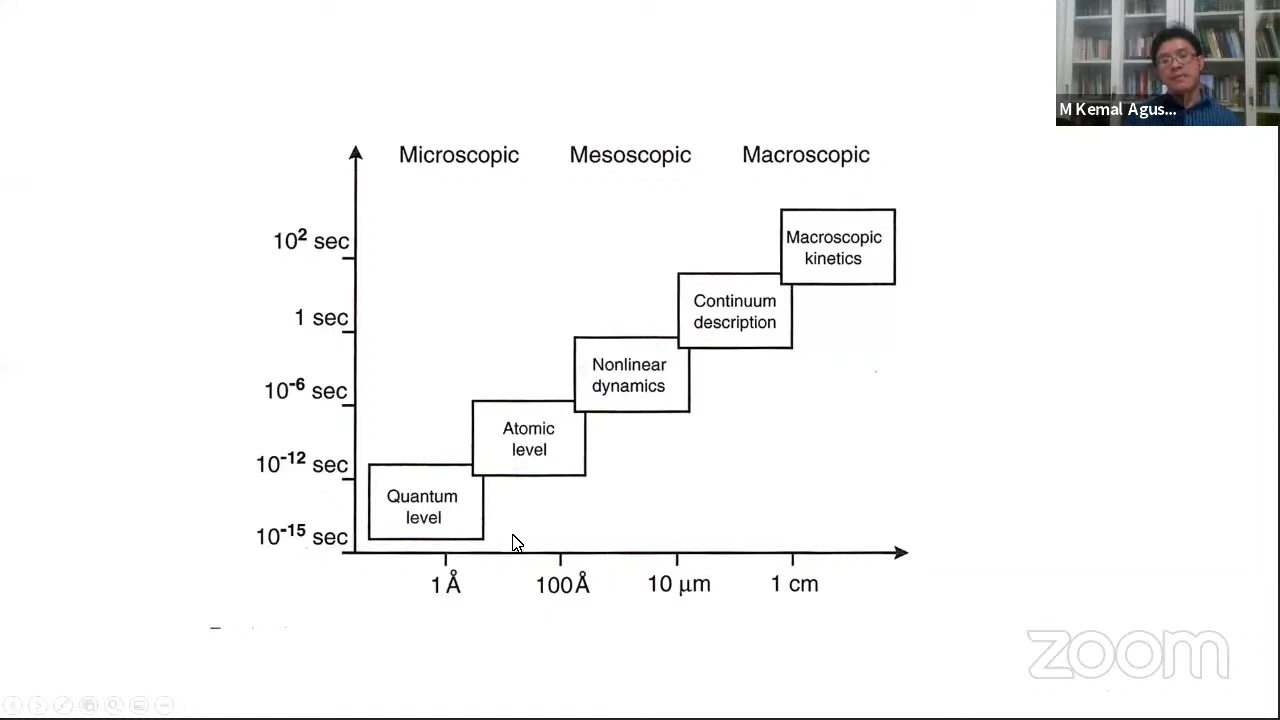 M Kemal Agus...
Microscopic Mesoscopic Macroscopic
10² sec
1 sec
10⁻⁶ sec
10⁻¹² sec
10⁻¹⁵ sec
Macroscopic
kinetics
Continuum
description
Nonlinear
dynamics
Atomic
level
Quantum
level
1 Å 100 Å 10 μm 1 cm
zoom